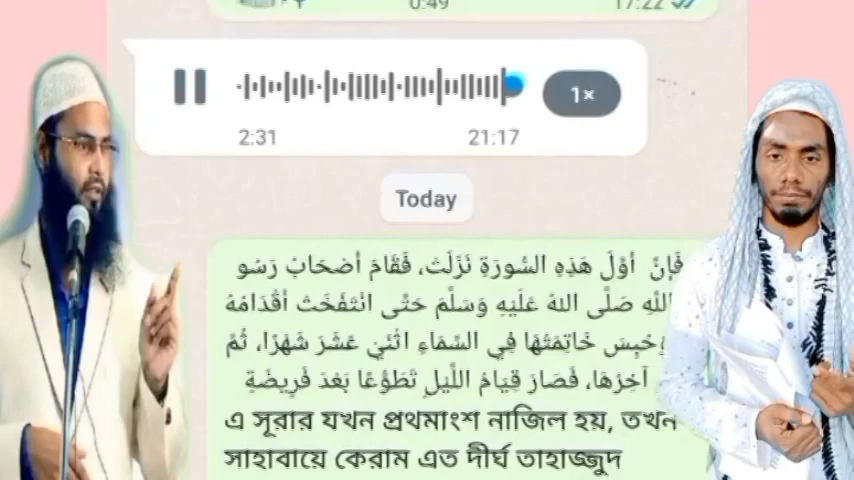 0:49 17:22
1×
2:31 21:17
Today
فَإِنَّ أَوَّلَ هَذِهِ السُّورَةِ نَزَلَتْ، فَقَامَ أَصْحَابُ رَسُو
اللَّهِ صَلَّى اللهُ عَلَيْهِ وَسَلَّمَ حَتَّى انْتَفَخَتْ أَقْدَامُهُ
وَحُبِسَ خَاتِمَتُهَا فِي السَّمَاءِ اثْنَيْ عَشَرَ شَهْرًا، ثُمَّ
آخِرُهَا، فَصَارَ قِيَامُ اللَّيْلِ تَطَوُّعًا بَعْدَ فَرِيضَةٍ
এ সূরার যখন প্রথমাংশ নাজিল হয়, তখন
সাহাবায়ে কেরাম এত দীর্ঘ তাহাজ্জুদ